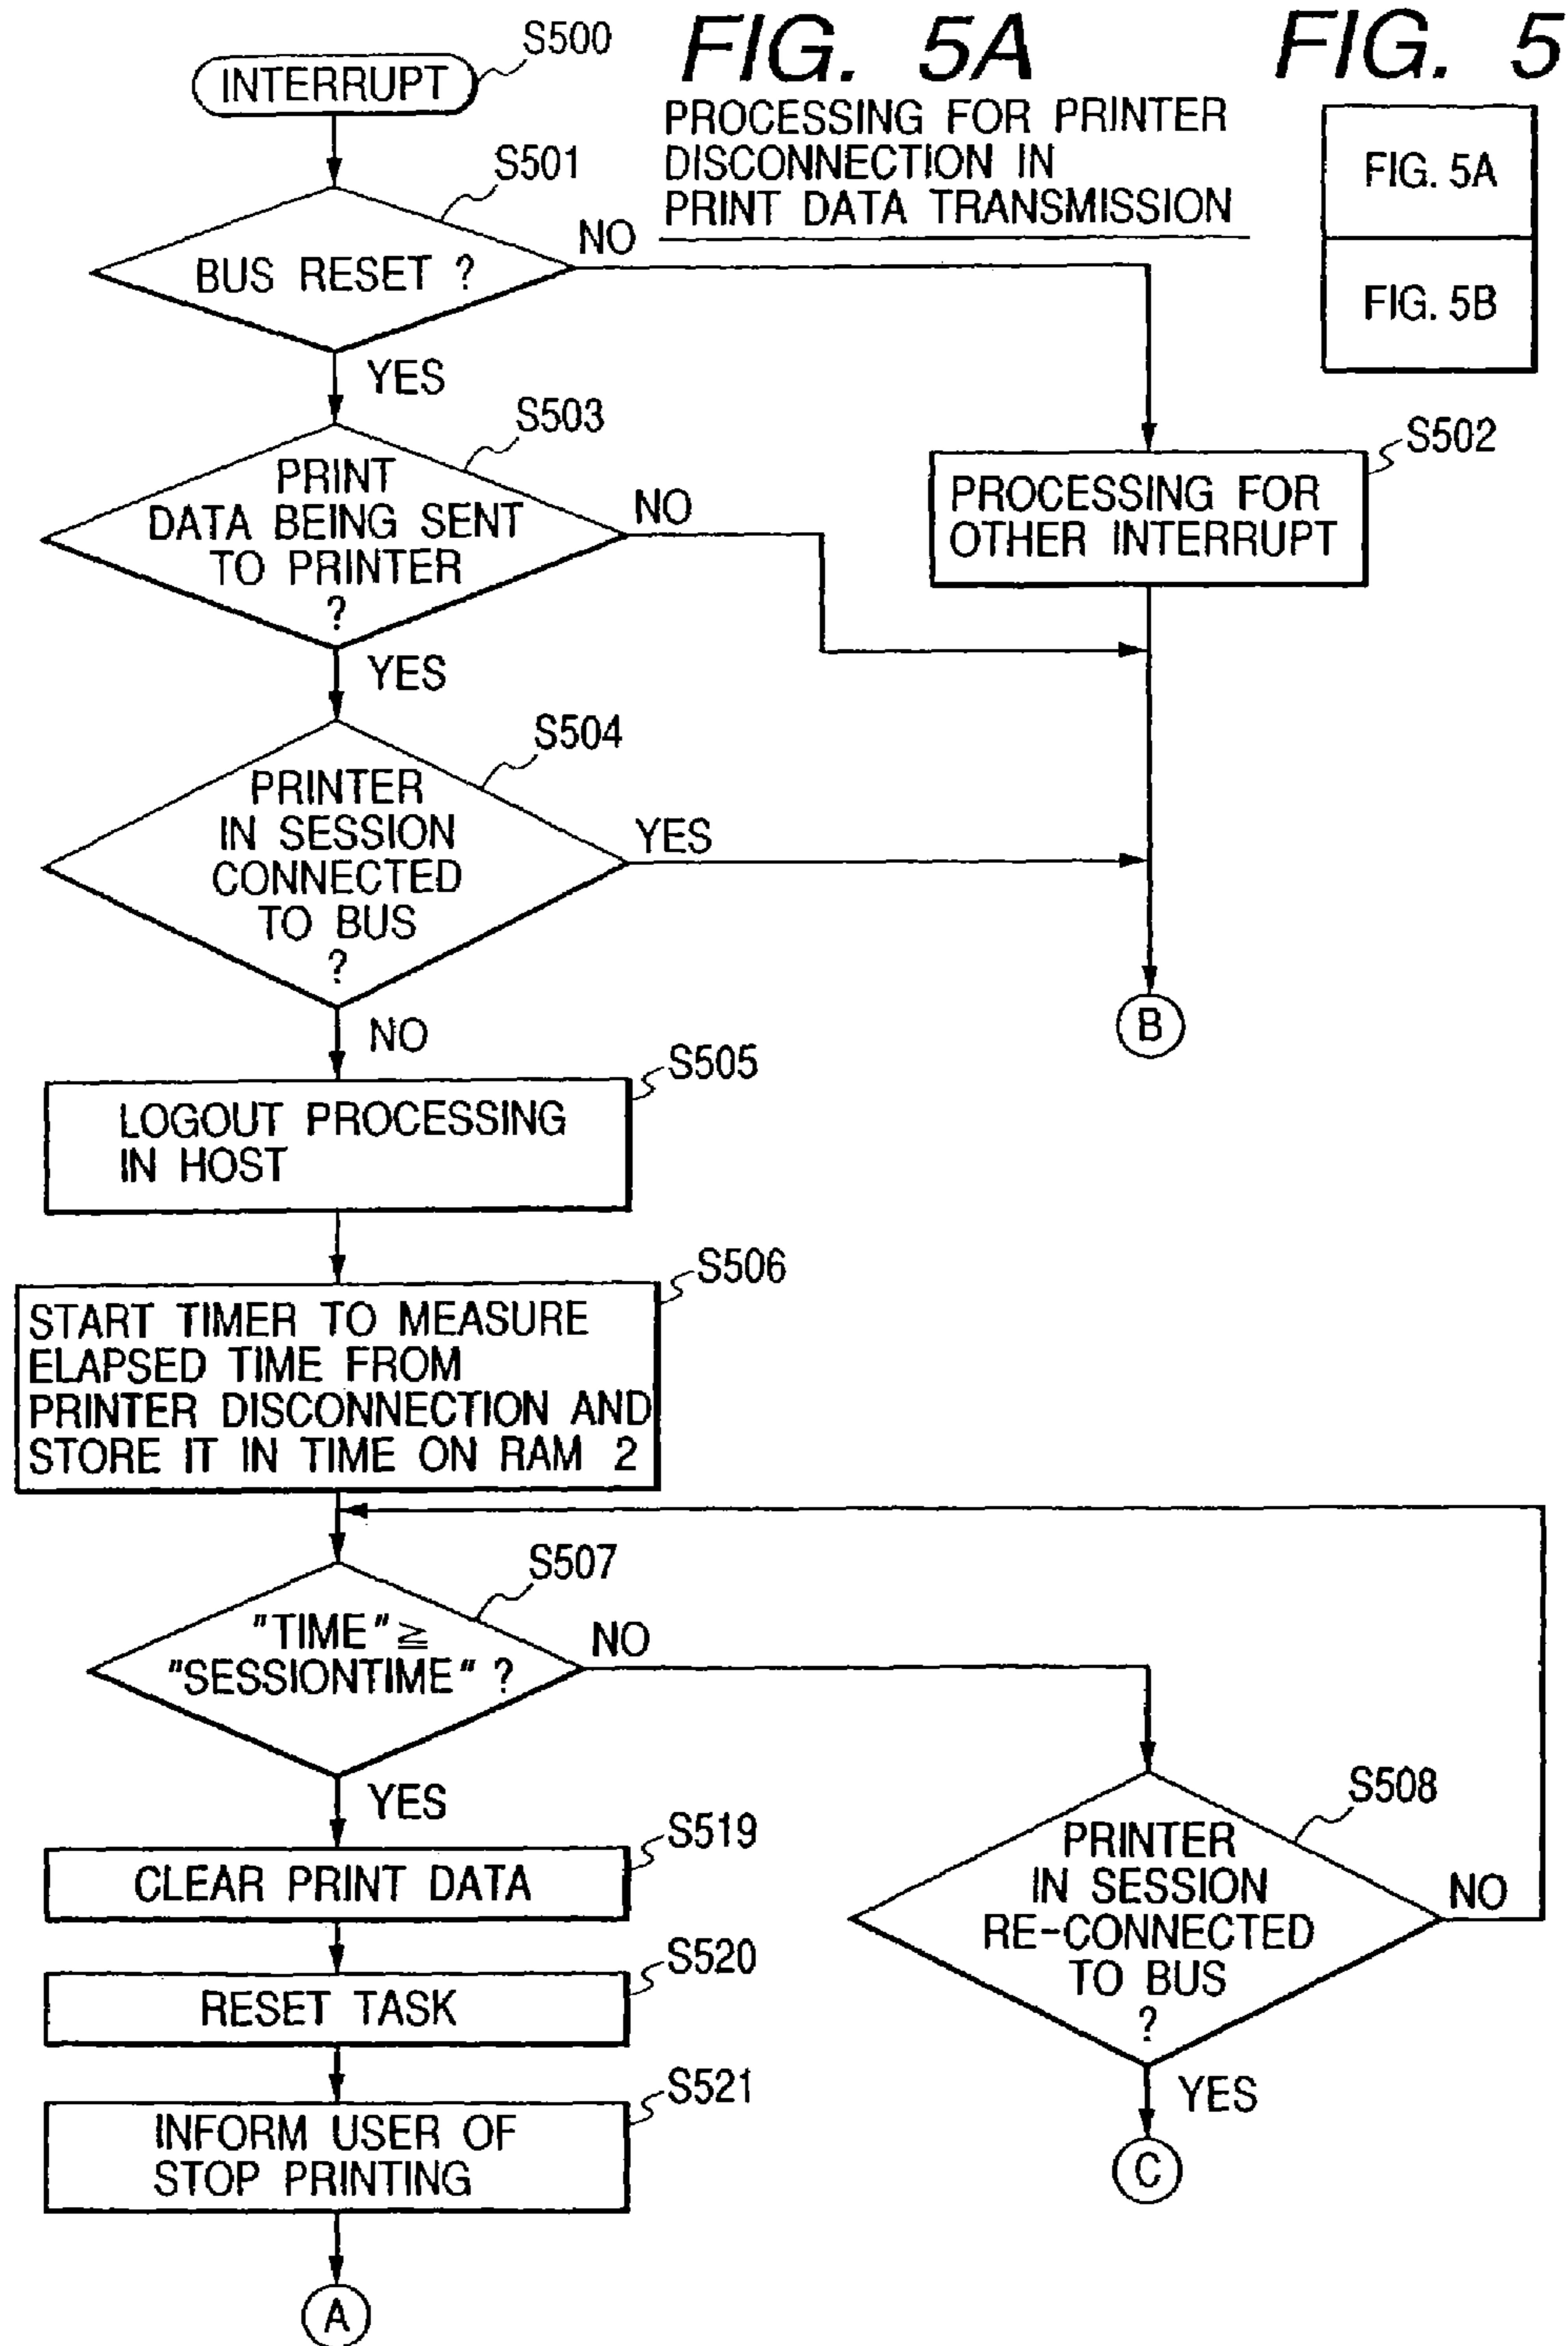 FIG. 5A
FIG. 5
PROCESSING FOR PRINTER
DISCONNECTION IN
PRINT DATA TRANSMISSION
FIG. 5A
FIG. 5B
S500
INTERRUPT
S501
BUS RESET ?
NO
YES
S502
PROCESSING FOR
OTHER INTERRUPT
S503
PRINT
DATA BEING SENT
TO PRINTER
?
NO
YES
S504
PRINTER
IN SESSION
CONNECTED
TO BUS
?
YES
NO
B
S505
LOGOUT PROCESSING
IN HOST
S506
START TIMER TO MEASURE
ELAPSED TIME FROM
PRINTER DISCONNECTION AND
STORE IT IN TIME ON RAM 2
S507
"TIME" ≧
"SESSIONTIME" ?
NO
YES
S508
PRINTER
IN SESSION
RE-CONNECTED
TO BUS
?
NO
YES
C
S519
CLEAR PRINT DATA
S520
RESET TASK
S521
INFORM USER OF
STOP PRINTING
A